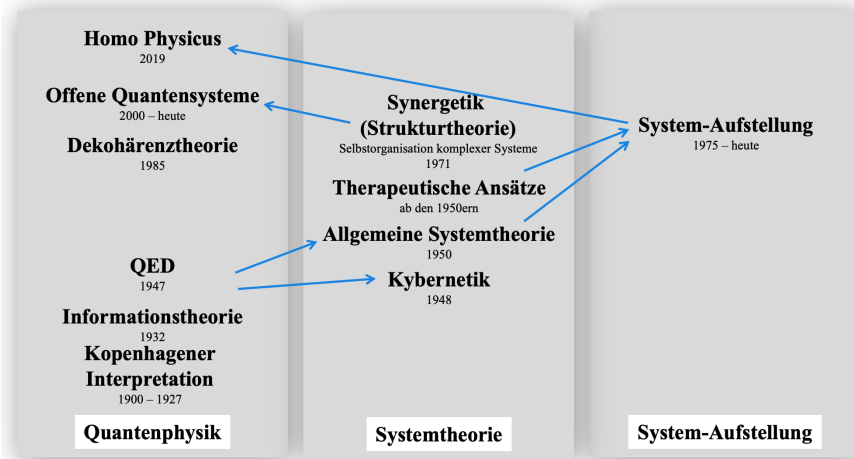 Homo Physicus
2019
Offene Quantensysteme
2000 – heute
Dekohärenztheorie
1985
QED
1947
Informationstheorie
1932
Kopenhagener
Interpretation
1900 – 1927
Quantenphysik
Synergetik
(Strukturtheorie)
Selbstorganisation komplexer Systeme
1971
Therapeutische Ansätze
ab den 1950ern
Allgemeine Systemtheorie
1950
Kybernetik
1948
Systemtheorie
System-Aufstellung
1975 – heute
System-Aufstellung